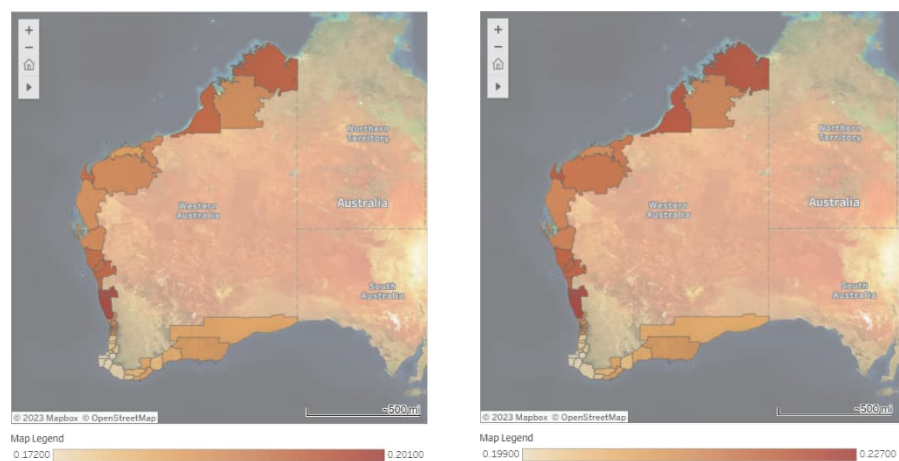 +
−
Northern
Territory
Western
Australia
Australia
South
Australia
~500 mi
© 2023 Mapbox © OpenStreetMap
Map Legend
0.17200
0.20100
+
−
Northern
Territory
Western
Australia
Australia
South
Australia
~500 mi
© 2023 Mapbox © OpenStreetMap
Map Legend
0.19900
0.22700